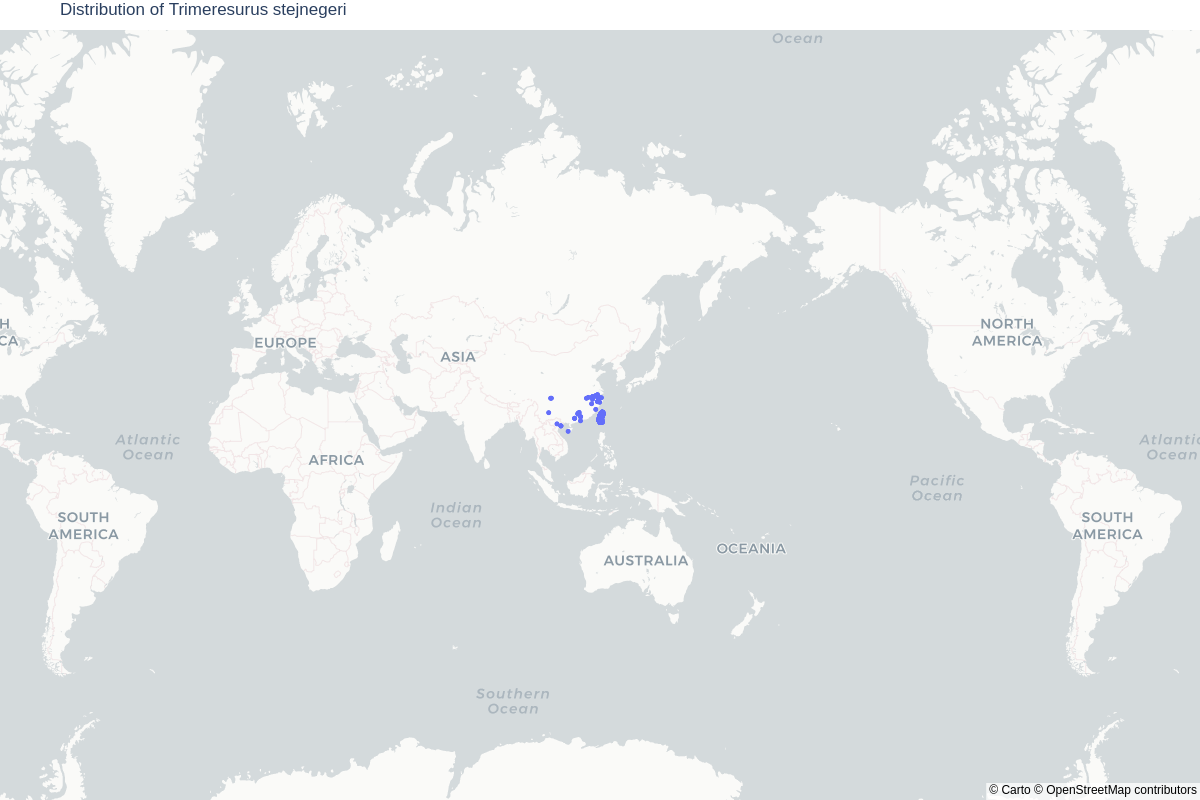 Distribution of Trimeresurus stejnegeri
Ocean
H
CA
NORTH
AMERICA
EUROPE
ASIA
Atlantic
Ocean
AFRICA
Atlantic
Ocean
Pacific
Ocean
Indian
Ocean
SOUTH
AMERICA
SOUTH
AMERICA
OCEANIA
AUSTRALIA
Southern
Ocean
© Carto © OpenStreetMap contributors